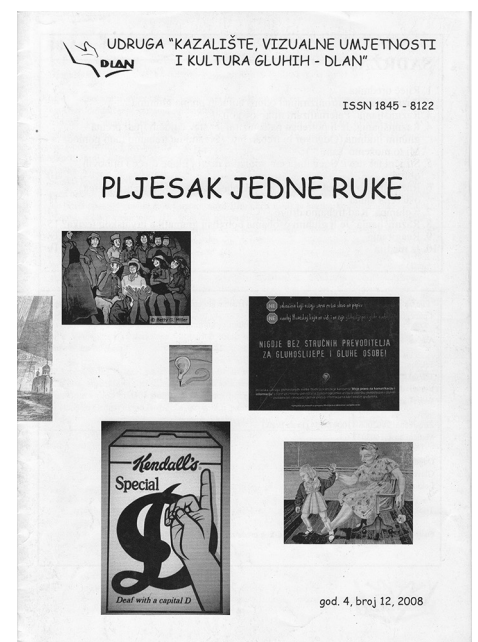 UDRUGA "KAZALIŠTE, VIZUALNE UMJETNOSTI
I KULTURA GLUHIH - DLAN"
DLAN
ISSN 1845 - 8122
PLJESAK JEDNE RUKE
NIGDJE BEZ STRUČNIH PREVODITELJA
ZA GLUHOSLIJEPE I GLUHE OSOBE!
Kendall's
Special
D
Deaf with a capital D
god. 4, broj 12, 2008